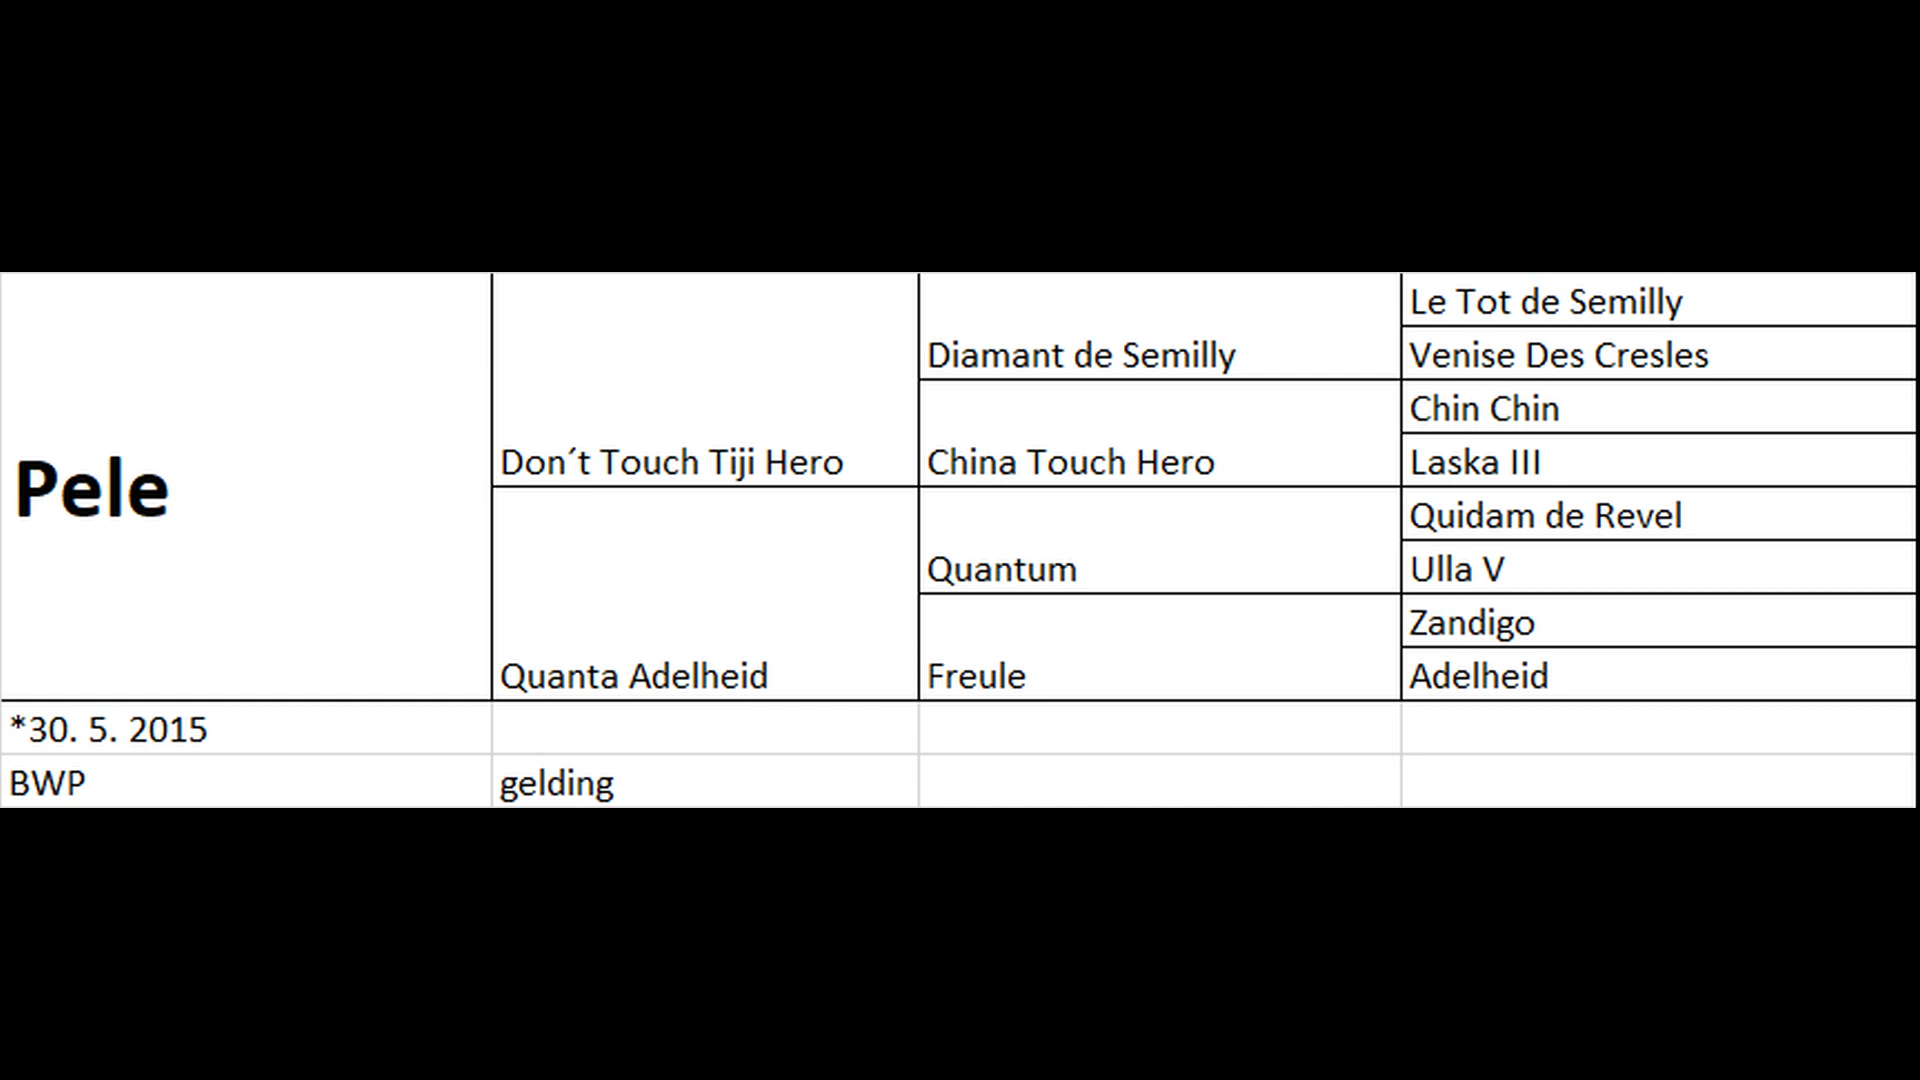 Le Tot de Semilly
Diamant de Semilly Venise Des Cresles
Chin Chin
Don´t Touch Tiji Hero China Touch Hero Laska III
Pele
Quidam de Revel
Quantum Ulla V
Zandigo
Quanta Adelheid Freule Adelheid
*30. 5. 2015
BWP gelding